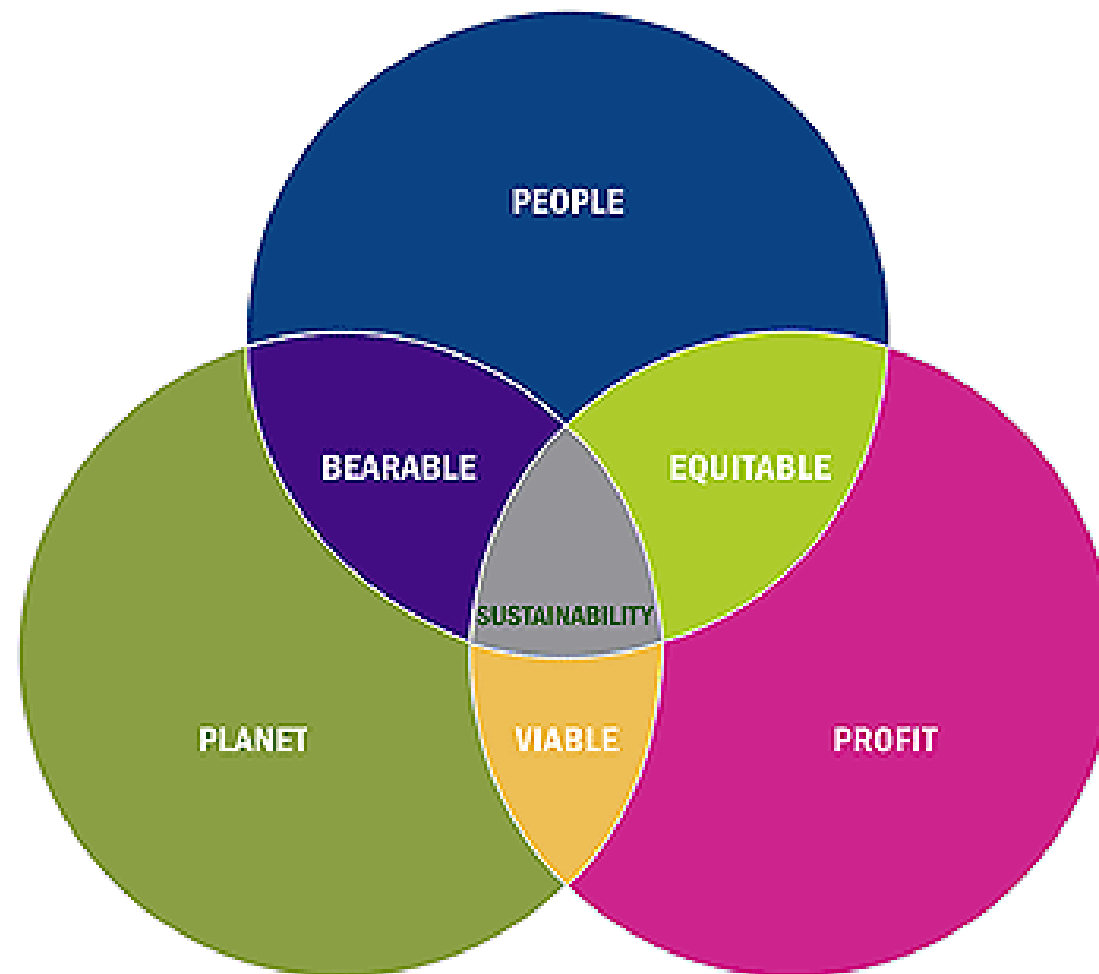 PEOPLE
BEARABLE
EQUITABLE
SUSTAINABILITY
PLANET
VIABLE
PROFIT